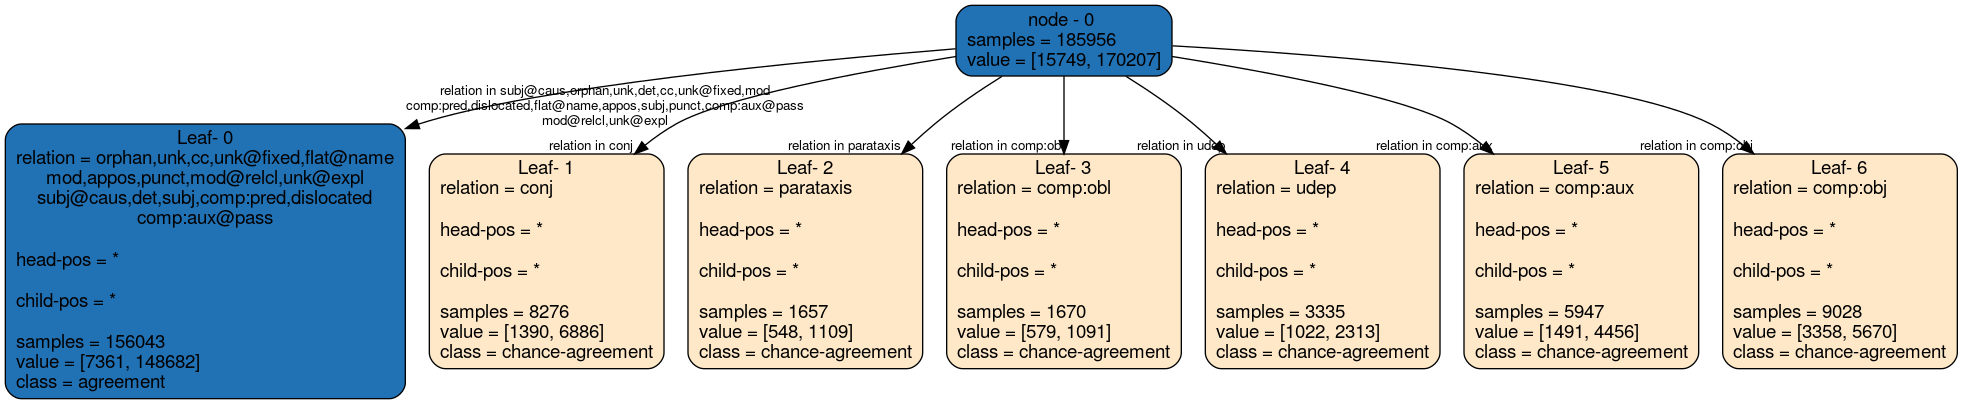 node - 0
samples = 185956
value = [15749, 170207]
relation in subj@caus,orphan,unk,det,cc,unk@fixed,mod
comp:pred,dislocated,flat@name,appos,subj,punct,comp:aux@pass
mod@relcl,unk@expl
relation in conj
relation in parataxis
relation in comp:obl
relation in udep
relation in comp:aux
relation in comp:obj
Leaf- 0
relation = orphan,unk,cc,unk@fixed,flat@name
mod,appos,punct,mod@relcl,unk@expl
subj@caus,det,subj,comp:pred,dislocated
comp:aux@pass
head-pos = *
child-pos = *
samples = 156043
value = [7361, 148682]
class = agreement
Leaf- 1
relation = conj
head-pos = *
child-pos = *
samples = 8276
value = [1390, 6886]
class = chance-agreement
Leaf- 2
relation = parataxis
head-pos = *
child-pos = *
samples = 1657
value = [548, 1109]
class = chance-agreement
Leaf- 3
relation = comp:obl
head-pos = *
child-pos = *
samples = 1670
value = [579, 1091]
class = chance-agreement
Leaf- 4
relation = udep
head-pos = *
child-pos = *
samples = 3335
value = [1022, 2313]
class = chance-agreement
Leaf- 5
relation = comp:aux
head-pos = *
child-pos = *
samples = 5947
value = [1491, 4456]
class = chance-agreement
Leaf- 6
relation = comp:obj
head-pos = *
child-pos = *
samples = 9028
value = [3358, 5670]
class = chance-agreement